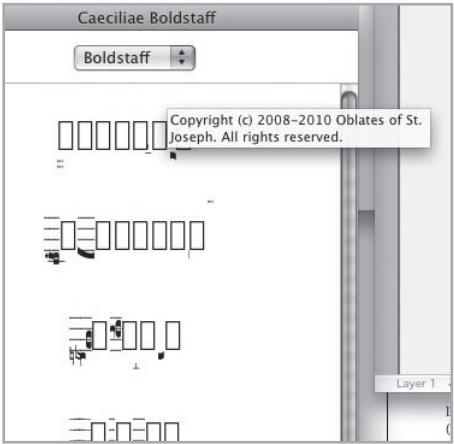 Caeciliae Boldstaff
Boldstaff
Copyright (c) 2008-2010 Oblates of St.
Joseph. All rights reserved.
Layer 1